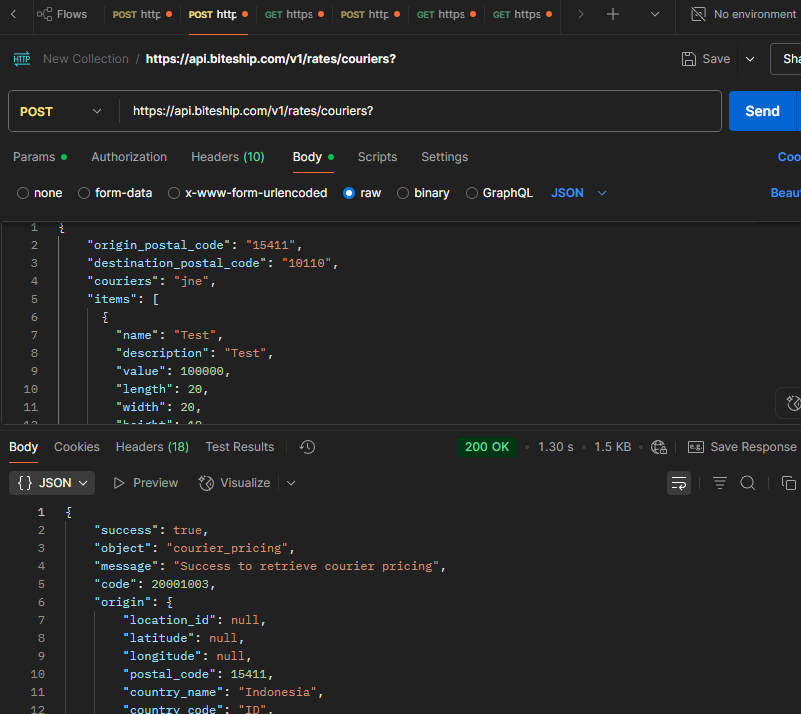 Flows POST http POST http GET https POST http GET https GET https No environment
HTTP New Collection / https://api.biteship.com/v1/rates/couriers? Save Sha
POST https://api.biteship.com/v1/rates/couriers? Send
Params Authorization Headers (10) Body Scripts Settings Coo
none form-data x-www-form-urlencoded raw binary GraphQL JSON Beau
1 {
2 "origin_postal_code": "15411",
3 "destination_postal_code": "10110",
4 "couriers": "jne",
5 "items": [
6 {
7 "name": "Test",
8 "description": "Test",
9 "value": 100000,
10 "length": 20,
11 "width": 20,
Body Cookies Headers (18) Test Results 200 OK 1.30 s 1.5 KB e.g. Save Response
{} JSON Preview Visualize
1 {
2 "success": true,
3 "object": "courier_pricing",
4 "message": "Success to retrieve courier pricing",
5 "code": 20001003,
6 "origin": {
7 "location_id": null,
8 "latitude": null,
9 "longitude": null,
10 "postal_code": 15411,
11 "country_name": "Indonesia",
12 "country_code": "ID",